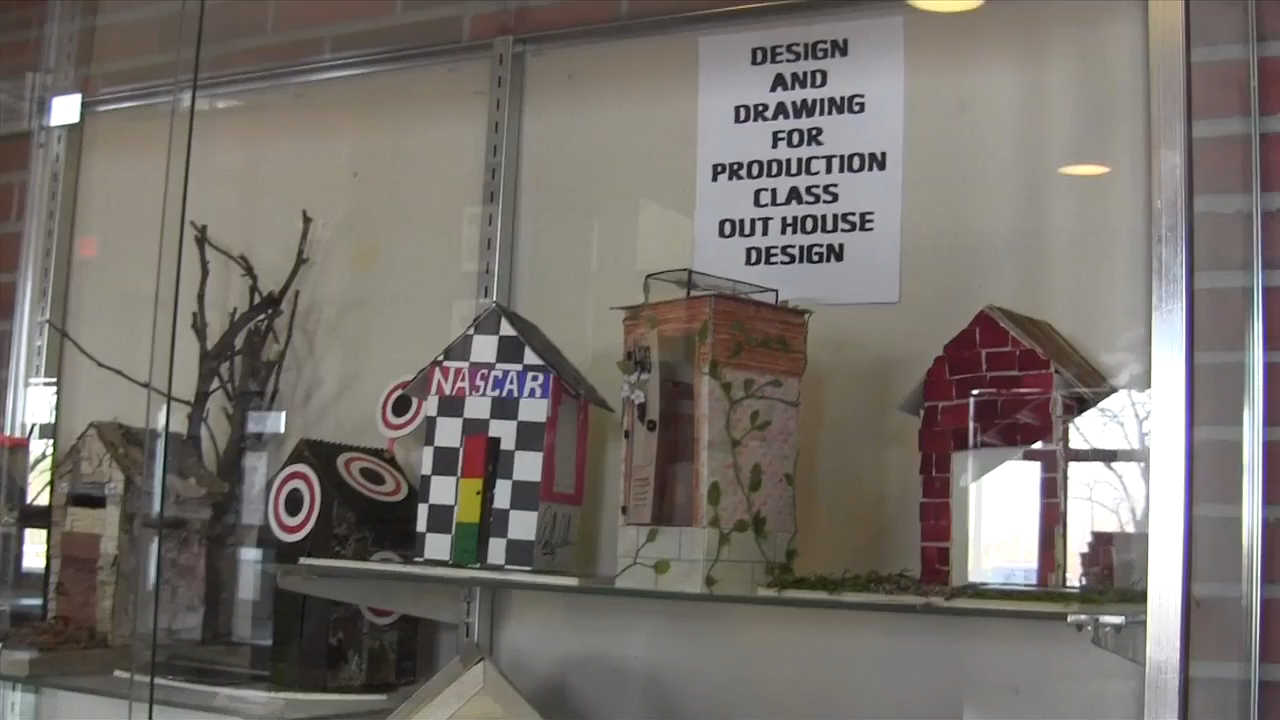 DESIGN
AND
DRAWING
FOR
PRODUCTION
CLASS
OUT HOUSE
DESIGN
NASCAR